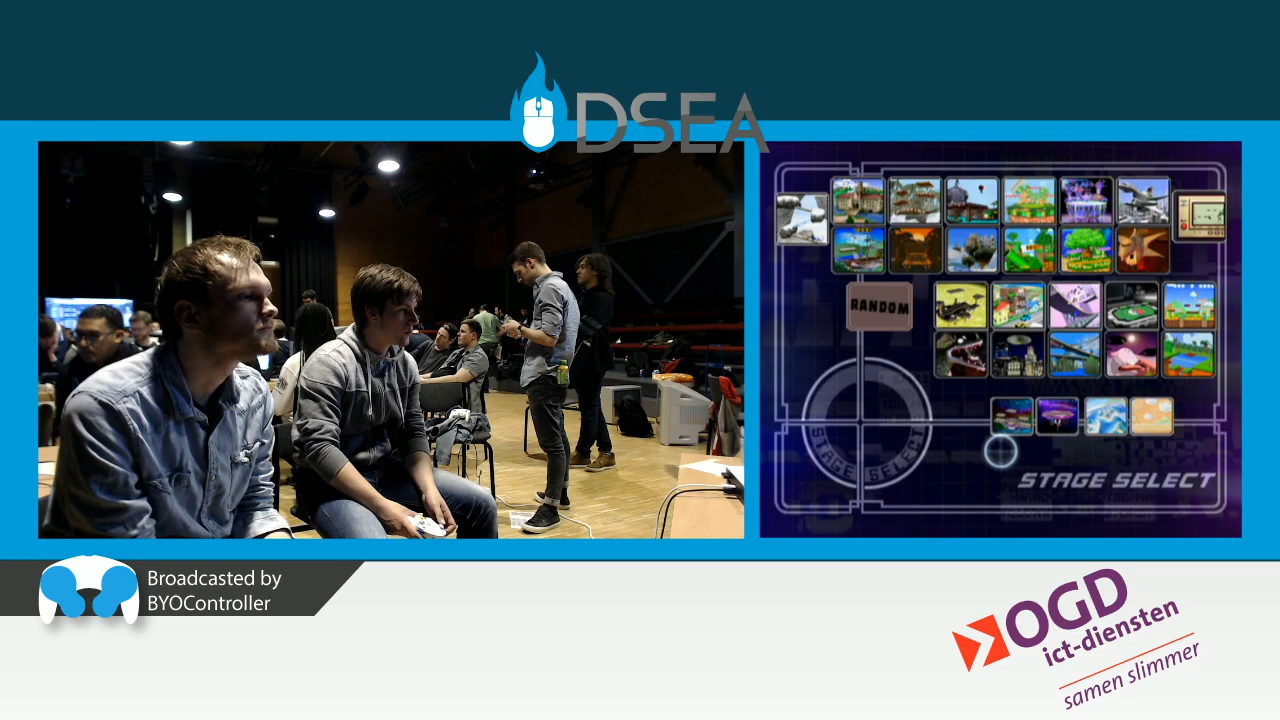 DSEA
RANDOM
STAGE SELECT
STAGE SELECT
Broadcasted by
BYOController
OGD
ict-diensten
samen slimmer